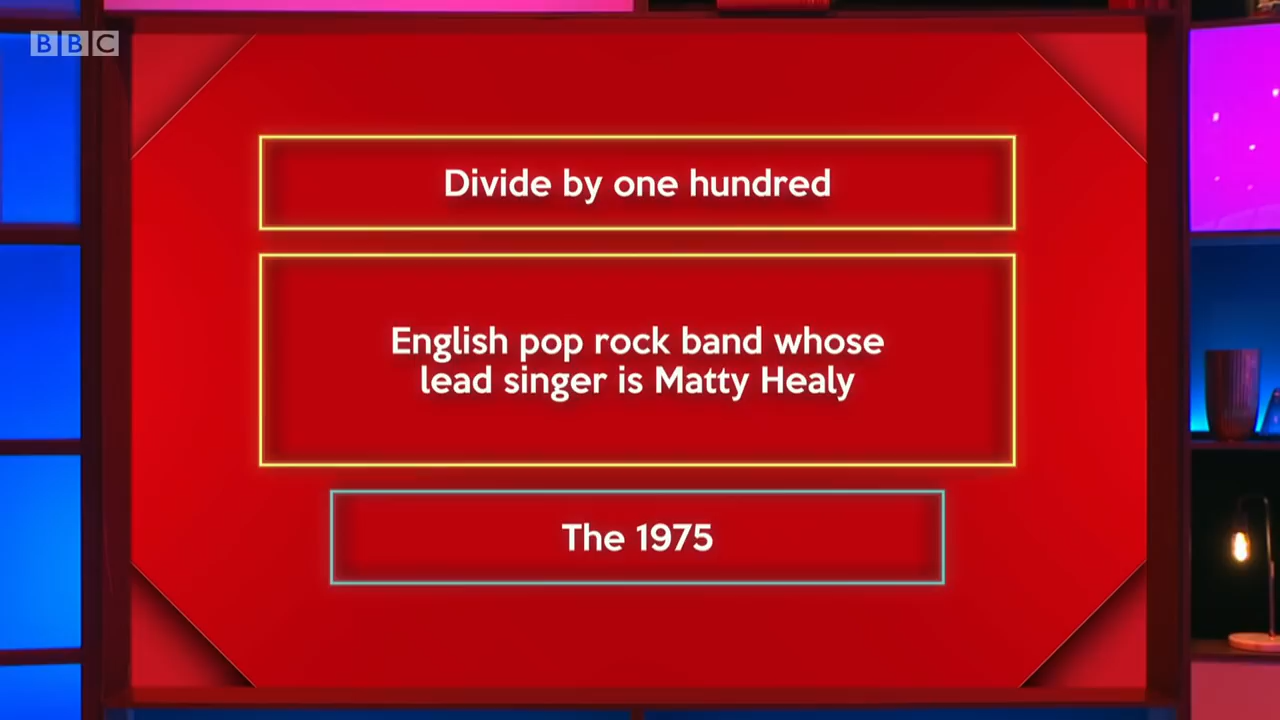 BBC
Divide by one hundred
English pop rock band whose
lead singer is Matty Healy
The 1975